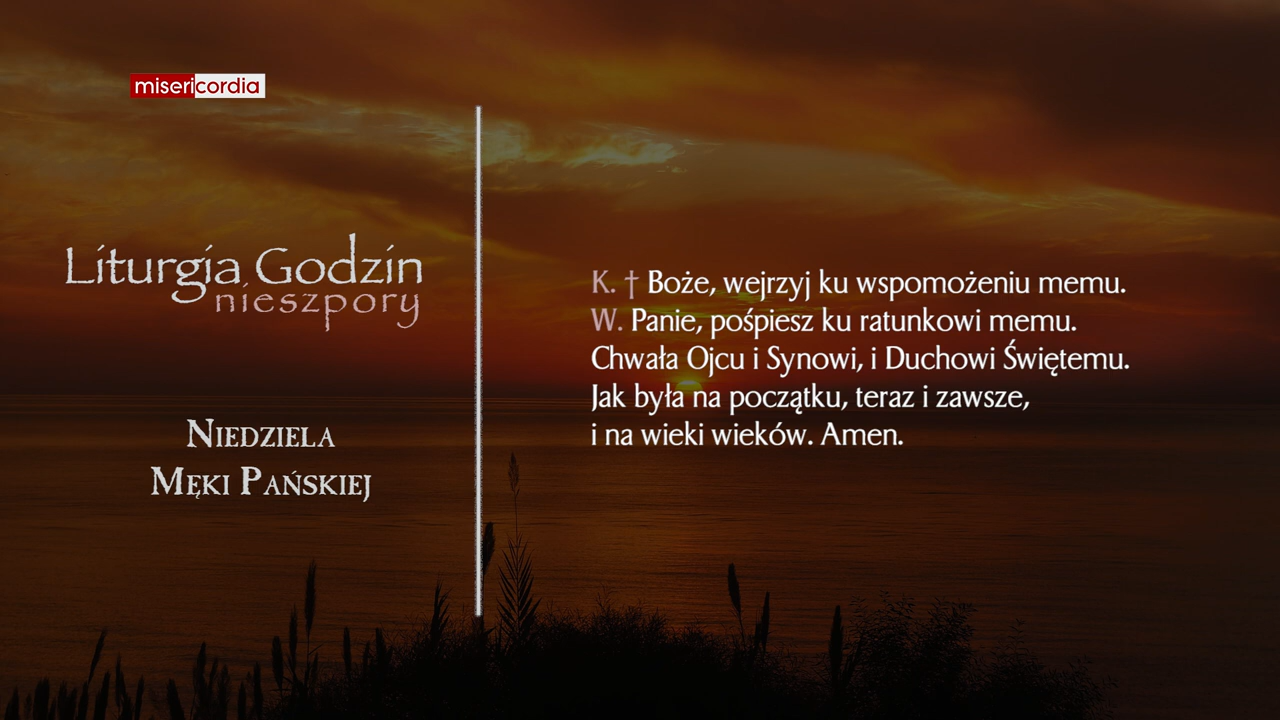 misericordia
Liturgia Godzin
nieszpory
Niedziela
Męki Pańskiej
K. † Boże, wejrzyj ku wspomożeniu memu.
W. Panie, pośpiesz ku ratunkowi memu.
Chwała Ojcu i Synowi, i Duchowi Świętemu.
Jak była na początku, teraz i zawsze,
i na wieki wieków. Amen.